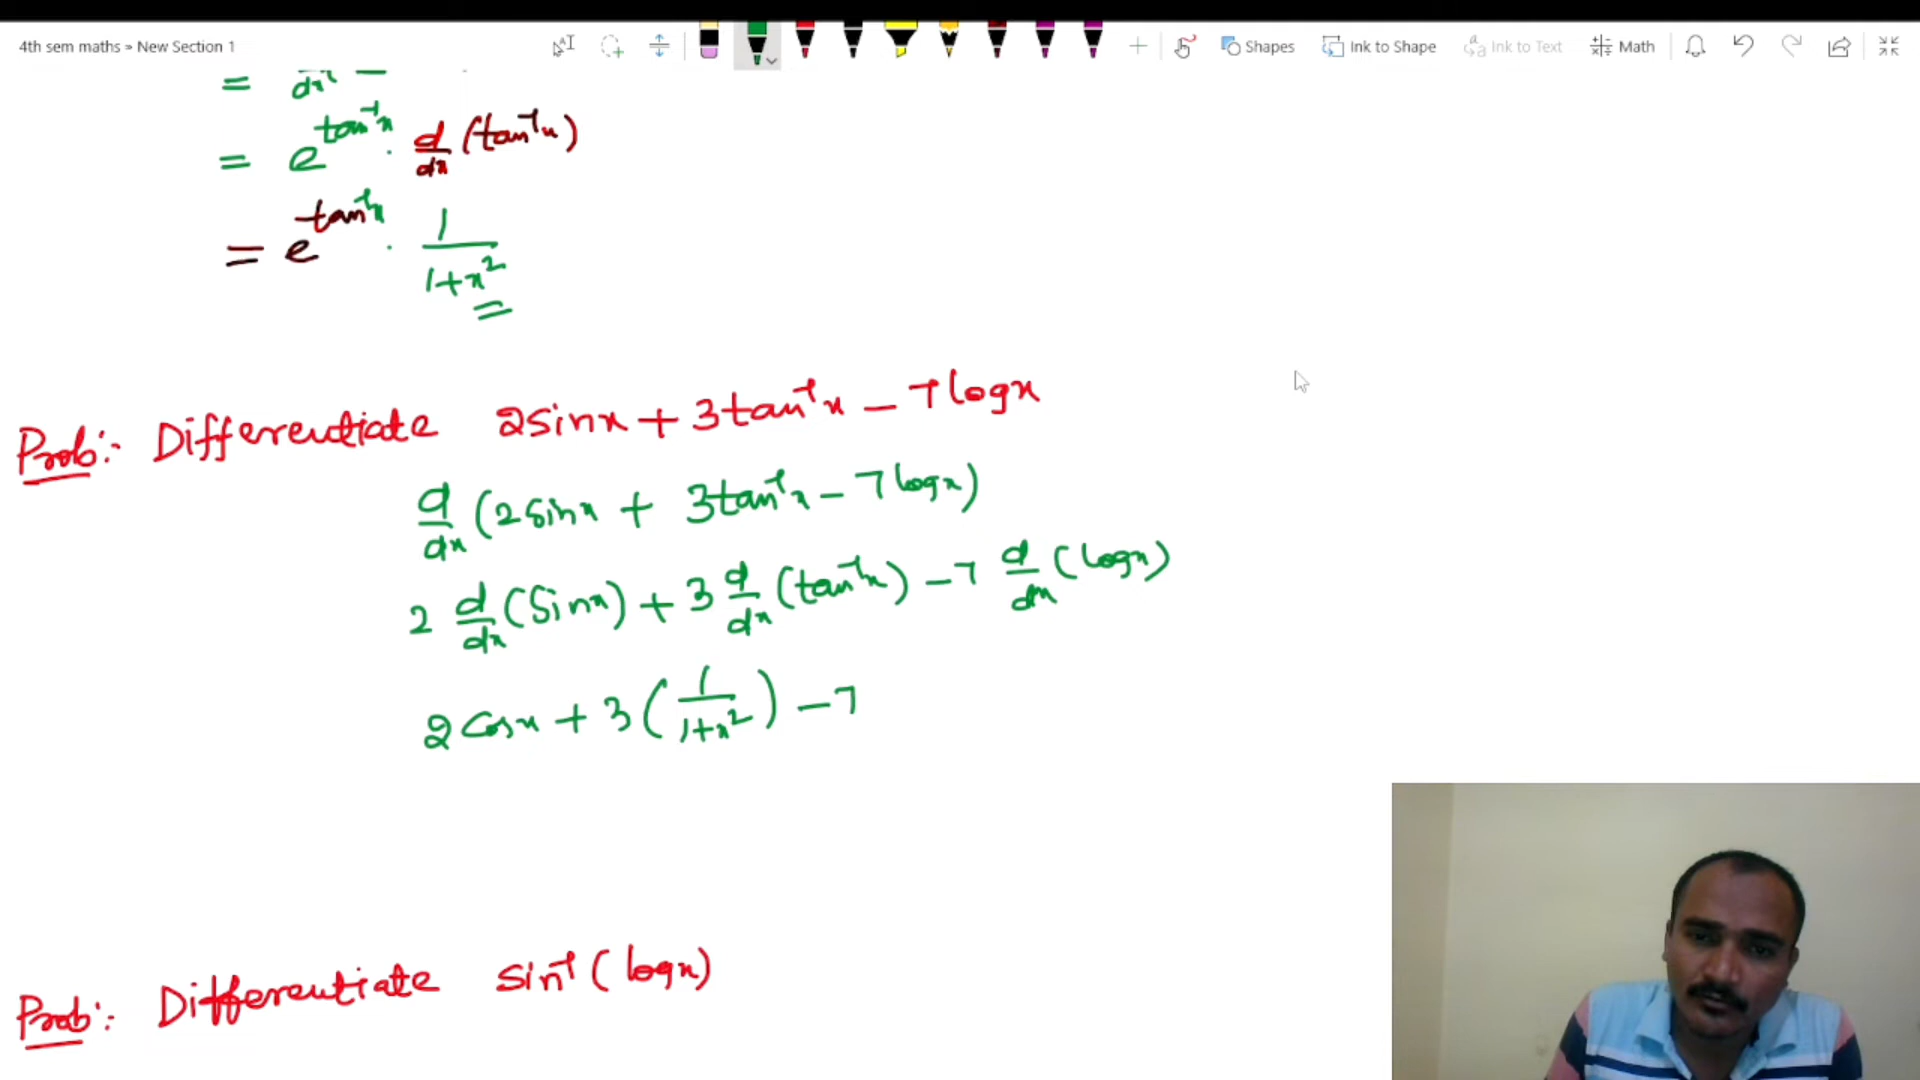 4th sem maths » New Section 1 Shapes Ink to Shape Ink to Text Math
= d/dx
= e^tan⁻¹x · d/dx (tan⁻¹x)
= e^tan⁻¹x · 1/1+x²
Prob:- Differentiate 2sinx + 3tan⁻¹x - 7logx
d/dx (2sinx + 3tan⁻¹x - 7logx)
2 d/dx (sinx) + 3 d/dx (tan⁻¹x) - 7 d/dx (logx)
2cosx + 3(1/1+x²) - 7
Prob:- Differentiate sin⁻¹(logx)